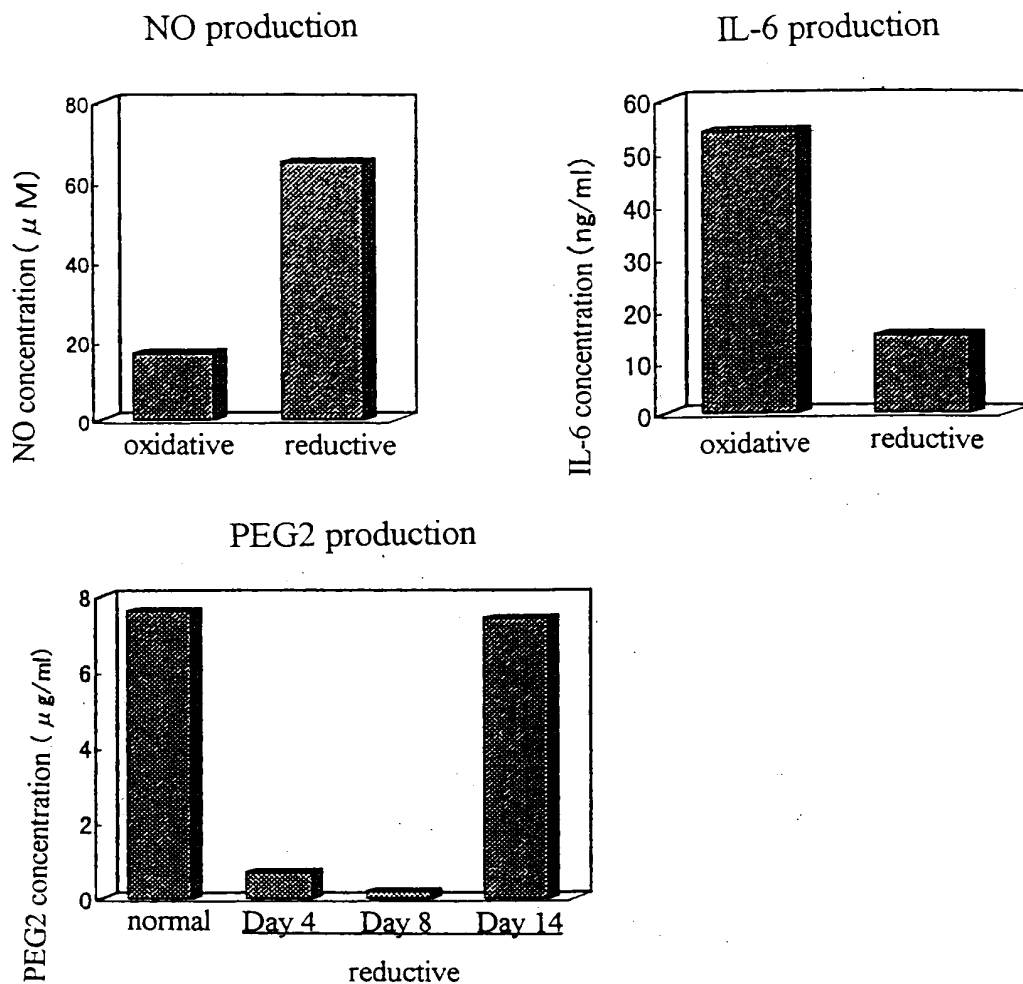 NO production
NO concentration ( μ M)
80
60
40
20
0
oxidative reductive
IL-6 production
IL-6 concentration (ng/ml)
60
50
40
30
20
10
0
oxidative reductive
PEG2 production
PEG2 concentration ( μ g/ml)
8
6
4
2
0
normal Day 4 Day 8 Day 14
reductive